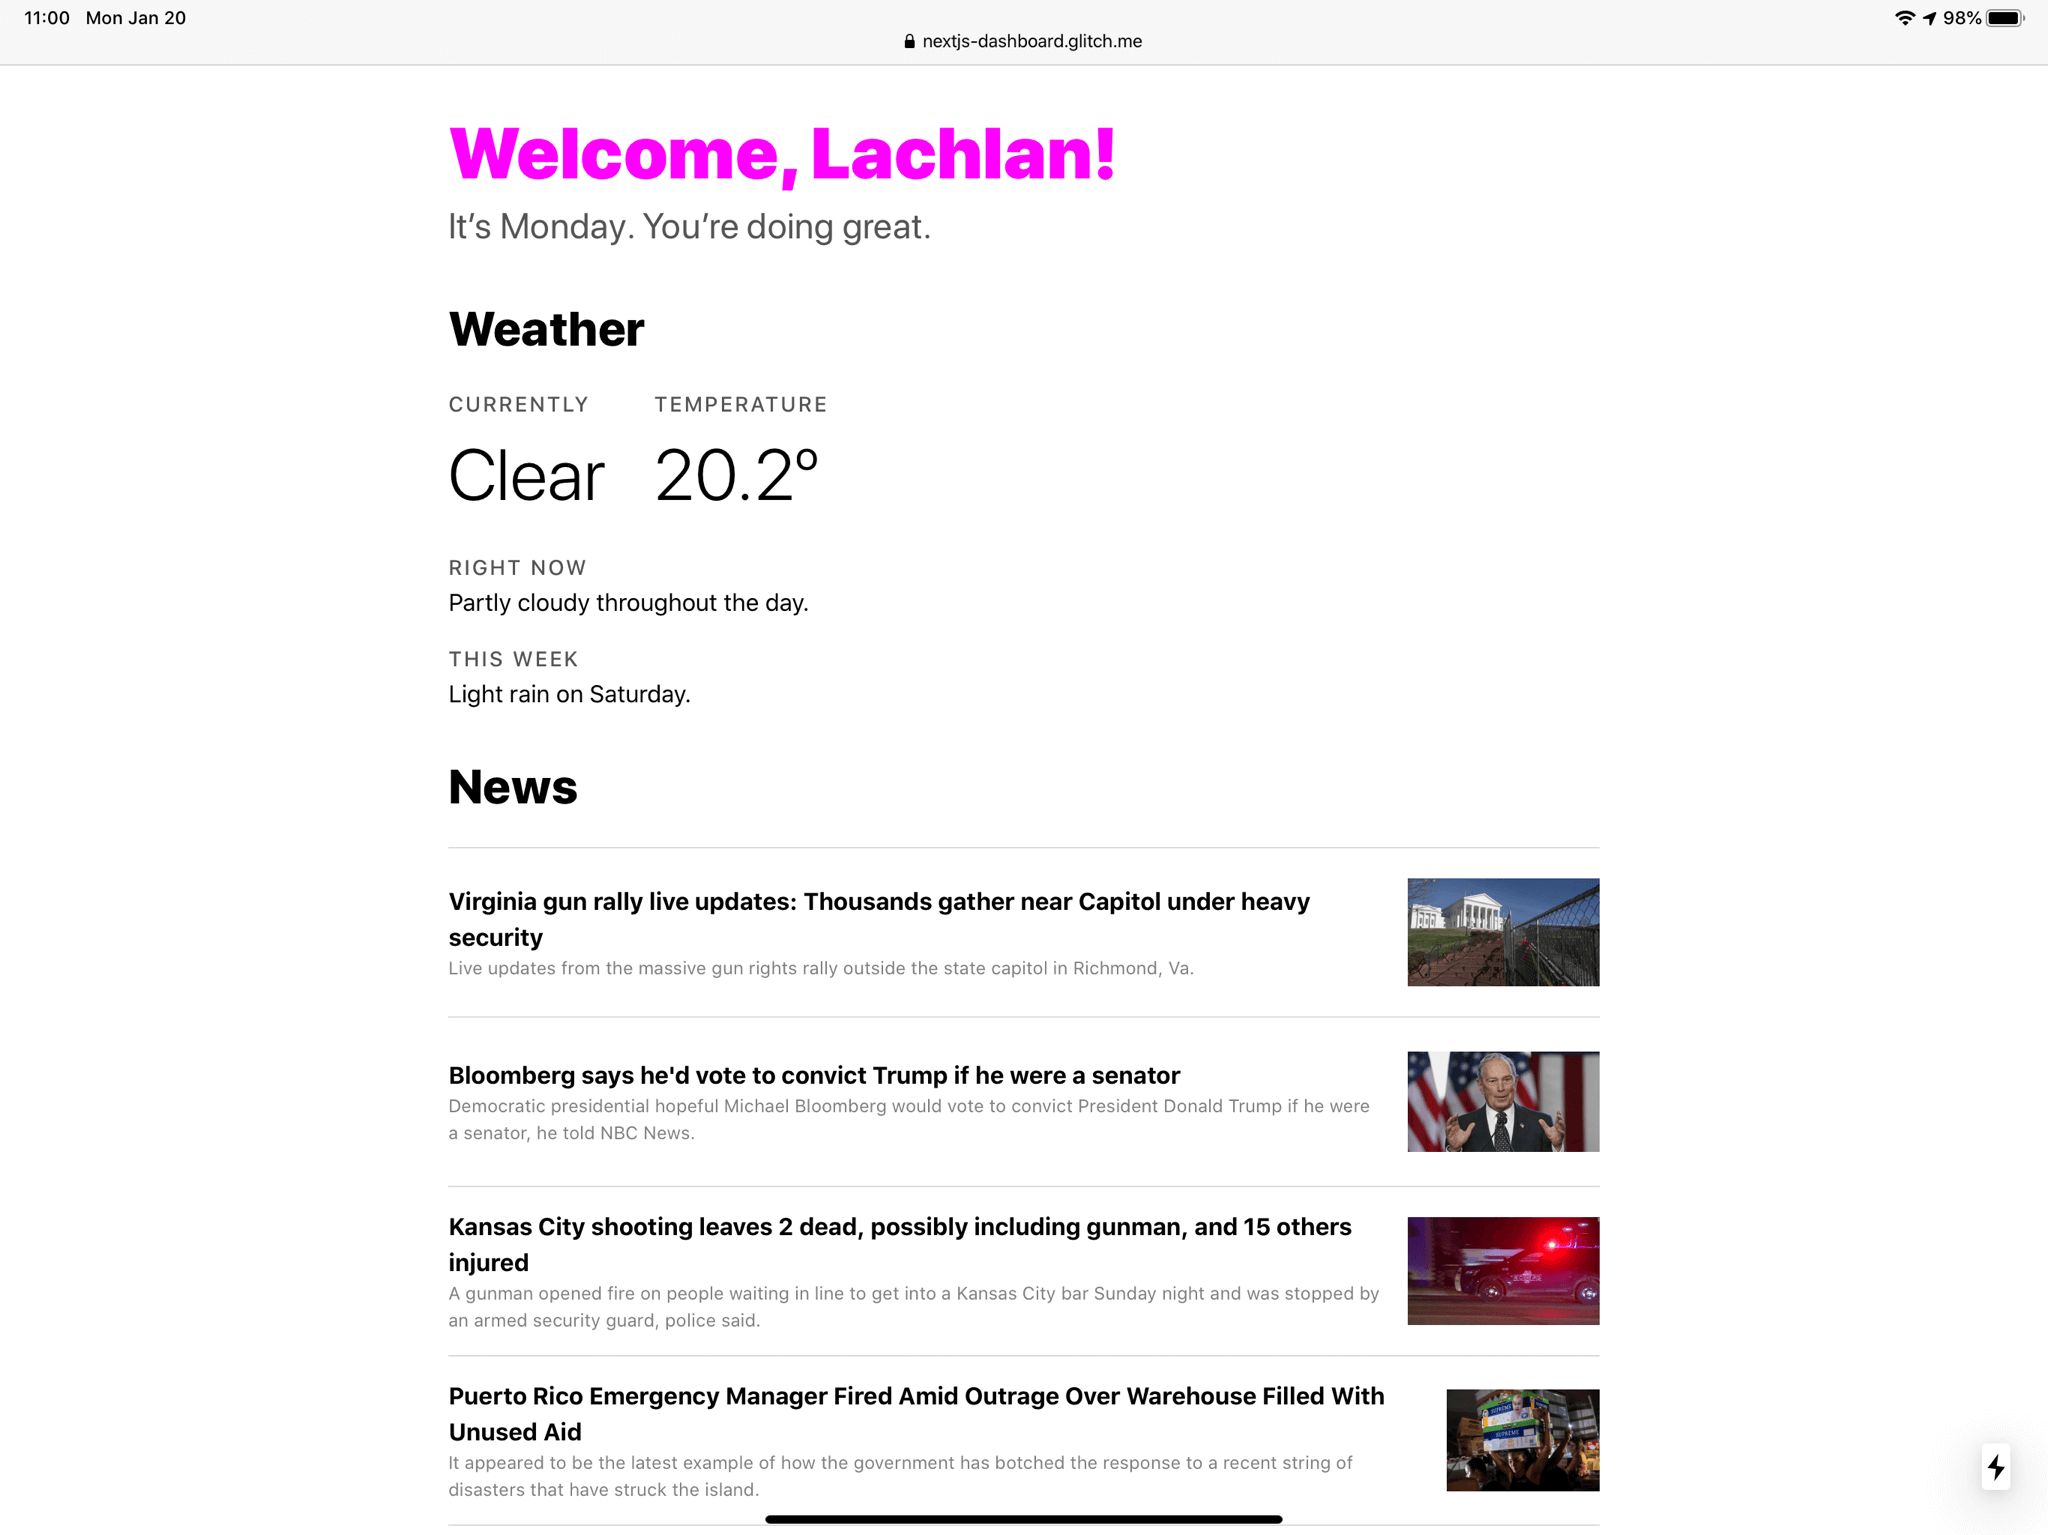 11:00 Mon Jan 20
98%
nextjs-dashboard.glitch.me
Welcome, Lachlan!
It’s Monday. You’re doing great.
Weather
CURRENTLY TEMPERATURE
Clear 20.2º
RIGHT NOW
Partly cloudy throughout the day.
THIS WEEK
Light rain on Saturday.
News
Virginia gun rally live updates: Thousands gather near Capitol under heavy
security
Live updates from the massive gun rights rally outside the state capitol in Richmond, Va.
Bloomberg says he'd vote to convict Trump if he were a senator
Democratic presidential hopeful Michael Bloomberg would vote to convict President Donald Trump if he were
a senator, he told NBC News.
Kansas City shooting leaves 2 dead, possibly including gunman, and 15 others
injured
A gunman opened fire on people waiting in line to get into a Kansas City bar Sunday night and was stopped by
an armed security guard, police said.
Puerto Rico Emergency Manager Fired Amid Outrage Over Warehouse Filled With
Unused Aid
It appeared to be the latest example of how the government has botched the response to a recent string of
disasters that have struck the island.
SUPREME
SUPREME